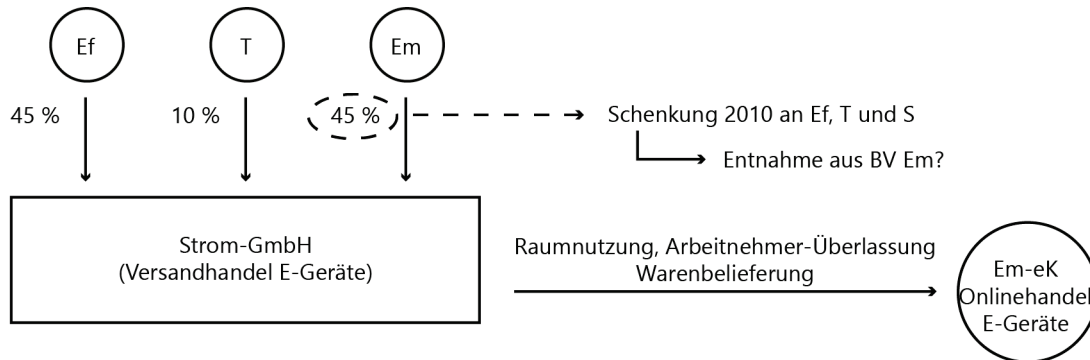 Ef
T
Em
45 %
10 %
45 %
Schenkung 2010 an Ef, T und S
Entnahme aus BV Em?
Strom-GmbH
(Versandhandel E-Geräte)
Raumnutzung, Arbeitnehmer-Überlassung
Warenbelieferung
Em-eK
Onlinehandel
E-Geräte